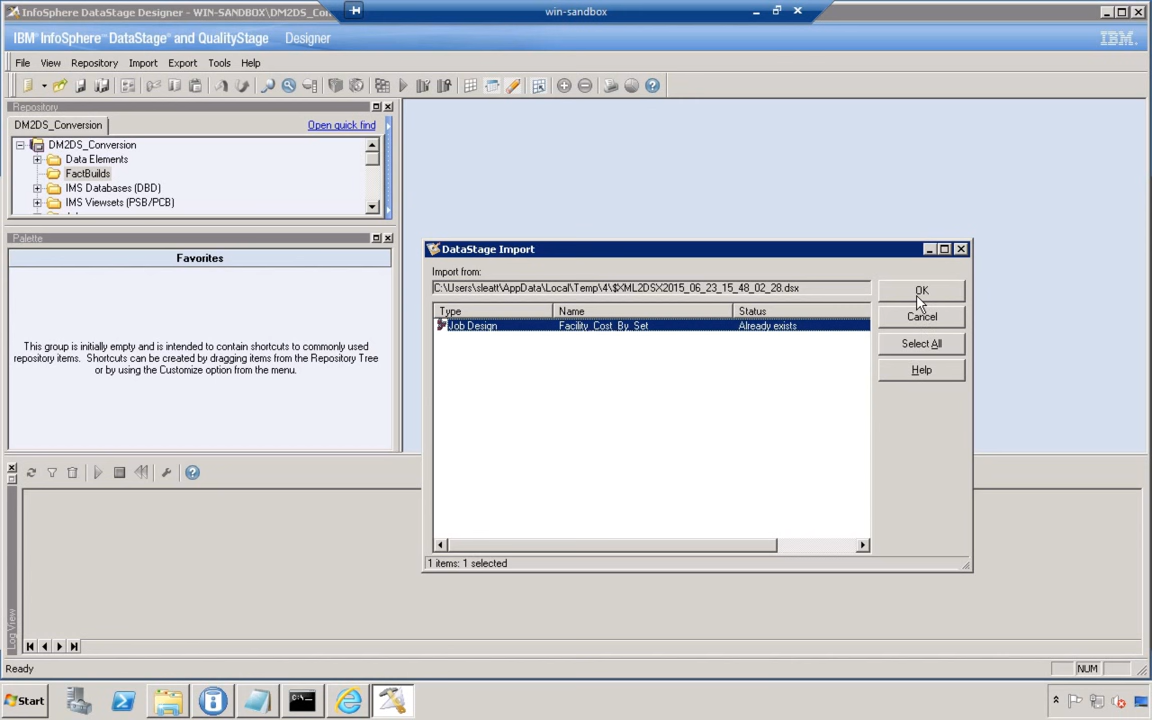 InfoSphere DataStage Designer - WIN-SANDBOX\DM2DS_Con
win-sandbox
IBM® InfoSphere™ DataStage® and QualityStage
Designer
IBM
File View Repository Import Export Tools Help
Repository
DM2DS_Conversion
Open quick find
DM2DS_Conversion
Data Elements
FactBuilds
IMS Databases (DBD)
IMS Viewsets (PSB/PCB)
Palette
Favorites
This group is initially empty and is intended to contain shortcuts to commonly used
repository items. Shortcuts can be created by dragging items from the Repository Tree
or by using the Customize option from the menu.
DataStage Import
Import from:
C:\Users\sleatt\AppData\Local\Temp\4\$XML2DSX2015_06_23_15_48_02_28.dsx
Type Name Status
Job Design Facility_Cost_By_Set Already exists
OK
Cancel
Select All
Help
1 items: 1 selected
Log View
Ready
NUM
Start